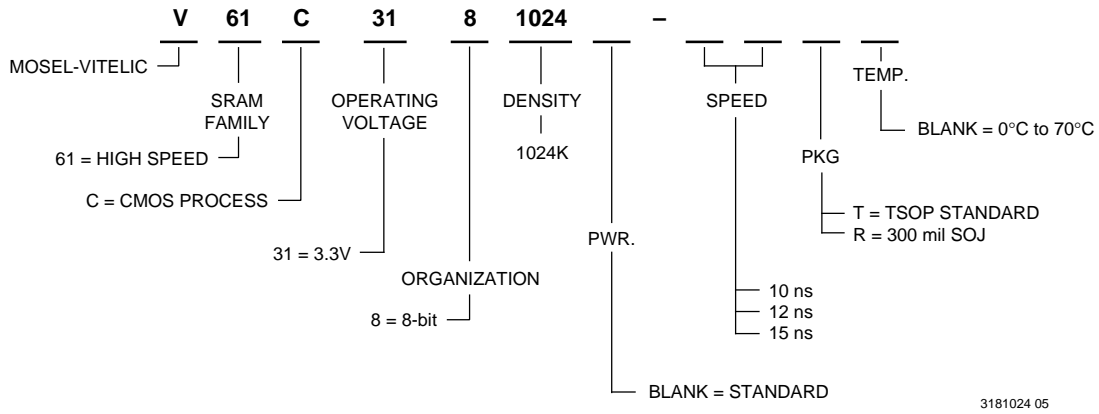 V 61 C 31 8 1024 –
MOSEL-VITELIC
TEMP.
SRAM
FAMILY
OPERATING
VOLTAGE
DENSITY
SPEED
BLANK = 0°C to 70°C
1024K
61 = HIGH SPEED
PKG
C = CMOS PROCESS
T = TSOP STANDARD
R = 300 mil SOJ
PWR.
31 = 3.3V
ORGANIZATION
8 = 8-bit
10 ns
12 ns
15 ns
BLANK = STANDARD
3181024 05